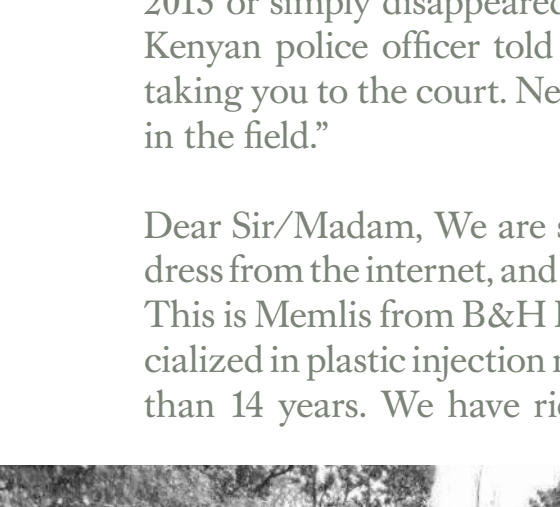 2013 or simply disappeared
Kenyan police officer told
taking you to the court. Ne
in the field.”
Dear Sir/Madam, We are s
dress from the internet, and
This is Memlis from B&H
cialized in plastic injection
than 14 years. We have ri